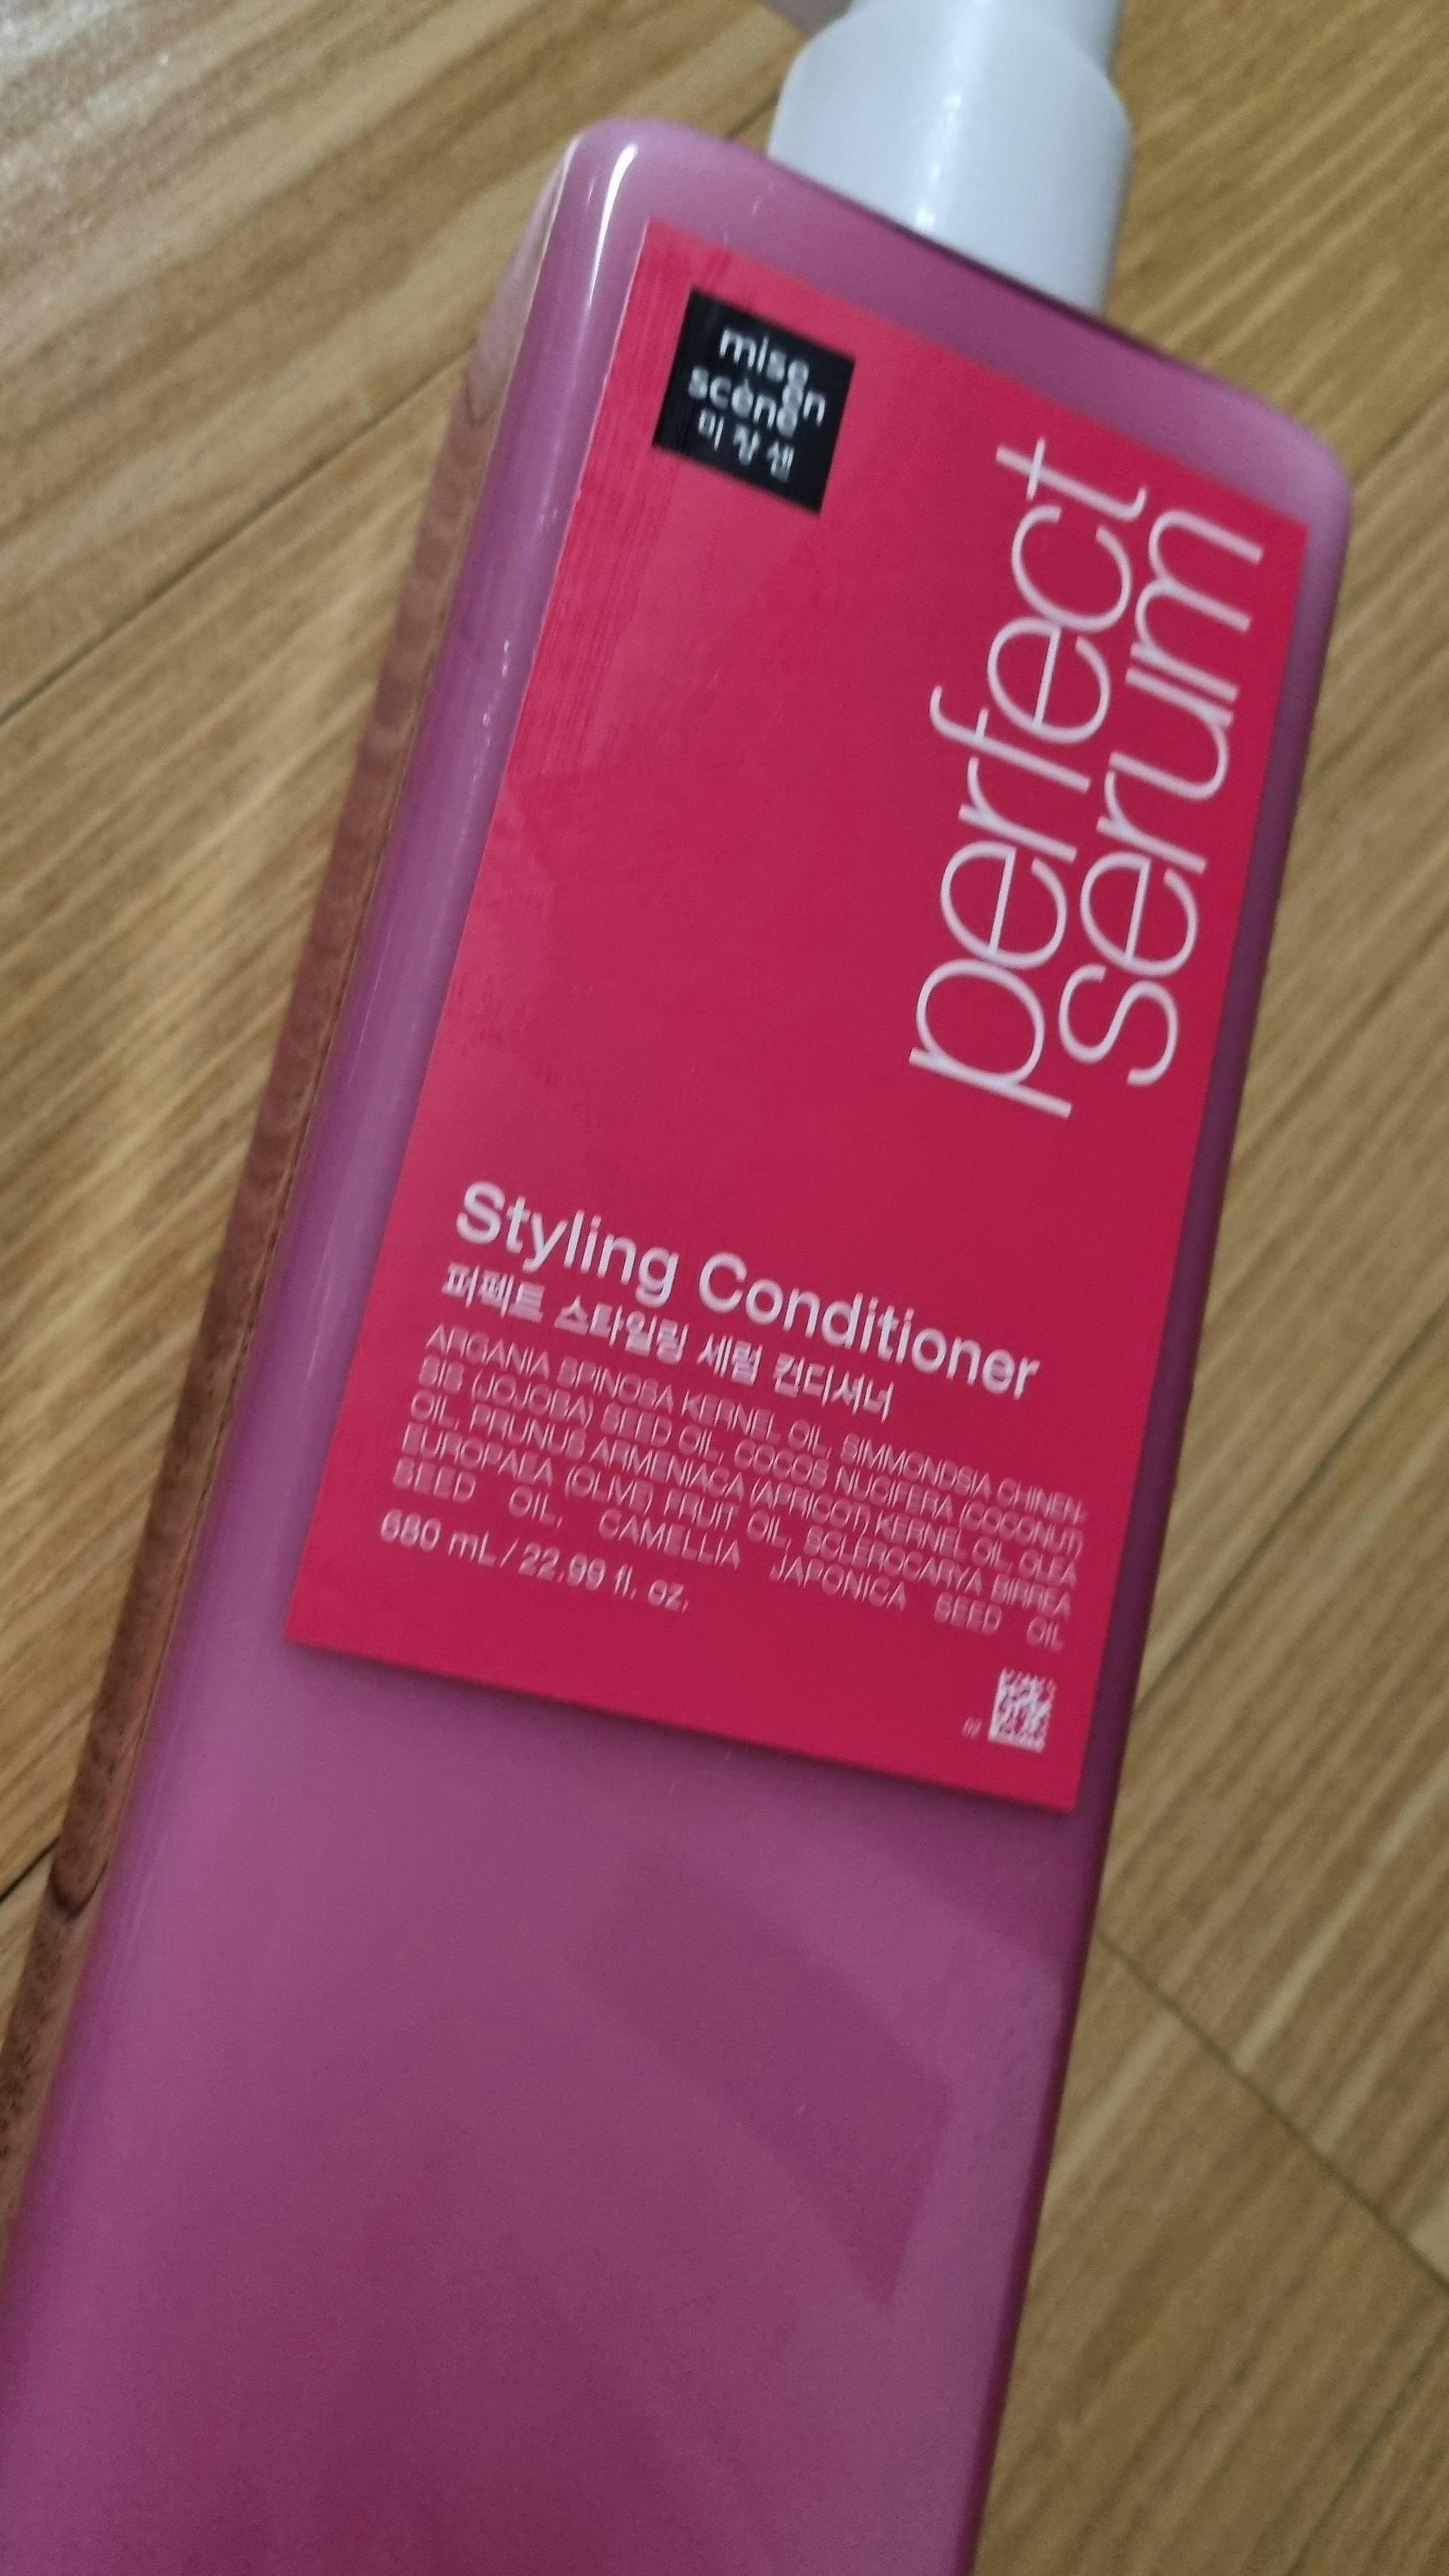 mise
en
scène
미장센
perfect
serum
Styling Conditioner
퍼펙트 스타일링 세럼 컨디셔너
ARGANIA SPINOSA KERNEL OIL, SIMMONDSIA CHINEN-
SIS (JOJOBA) SEED OIL, COCOS NUCIFERA (COCONUT)
OIL, PRUNUS ARMENIACA (APRICOT) KERNEL OIL, OLEA
EUROPAEA (OLIVE) FRUIT OIL, SCLEROCARYA BIRREA
SEED OIL, CAMELLIA JAPONICA SEED OIL
680 mL / 22.99 fl. oz.